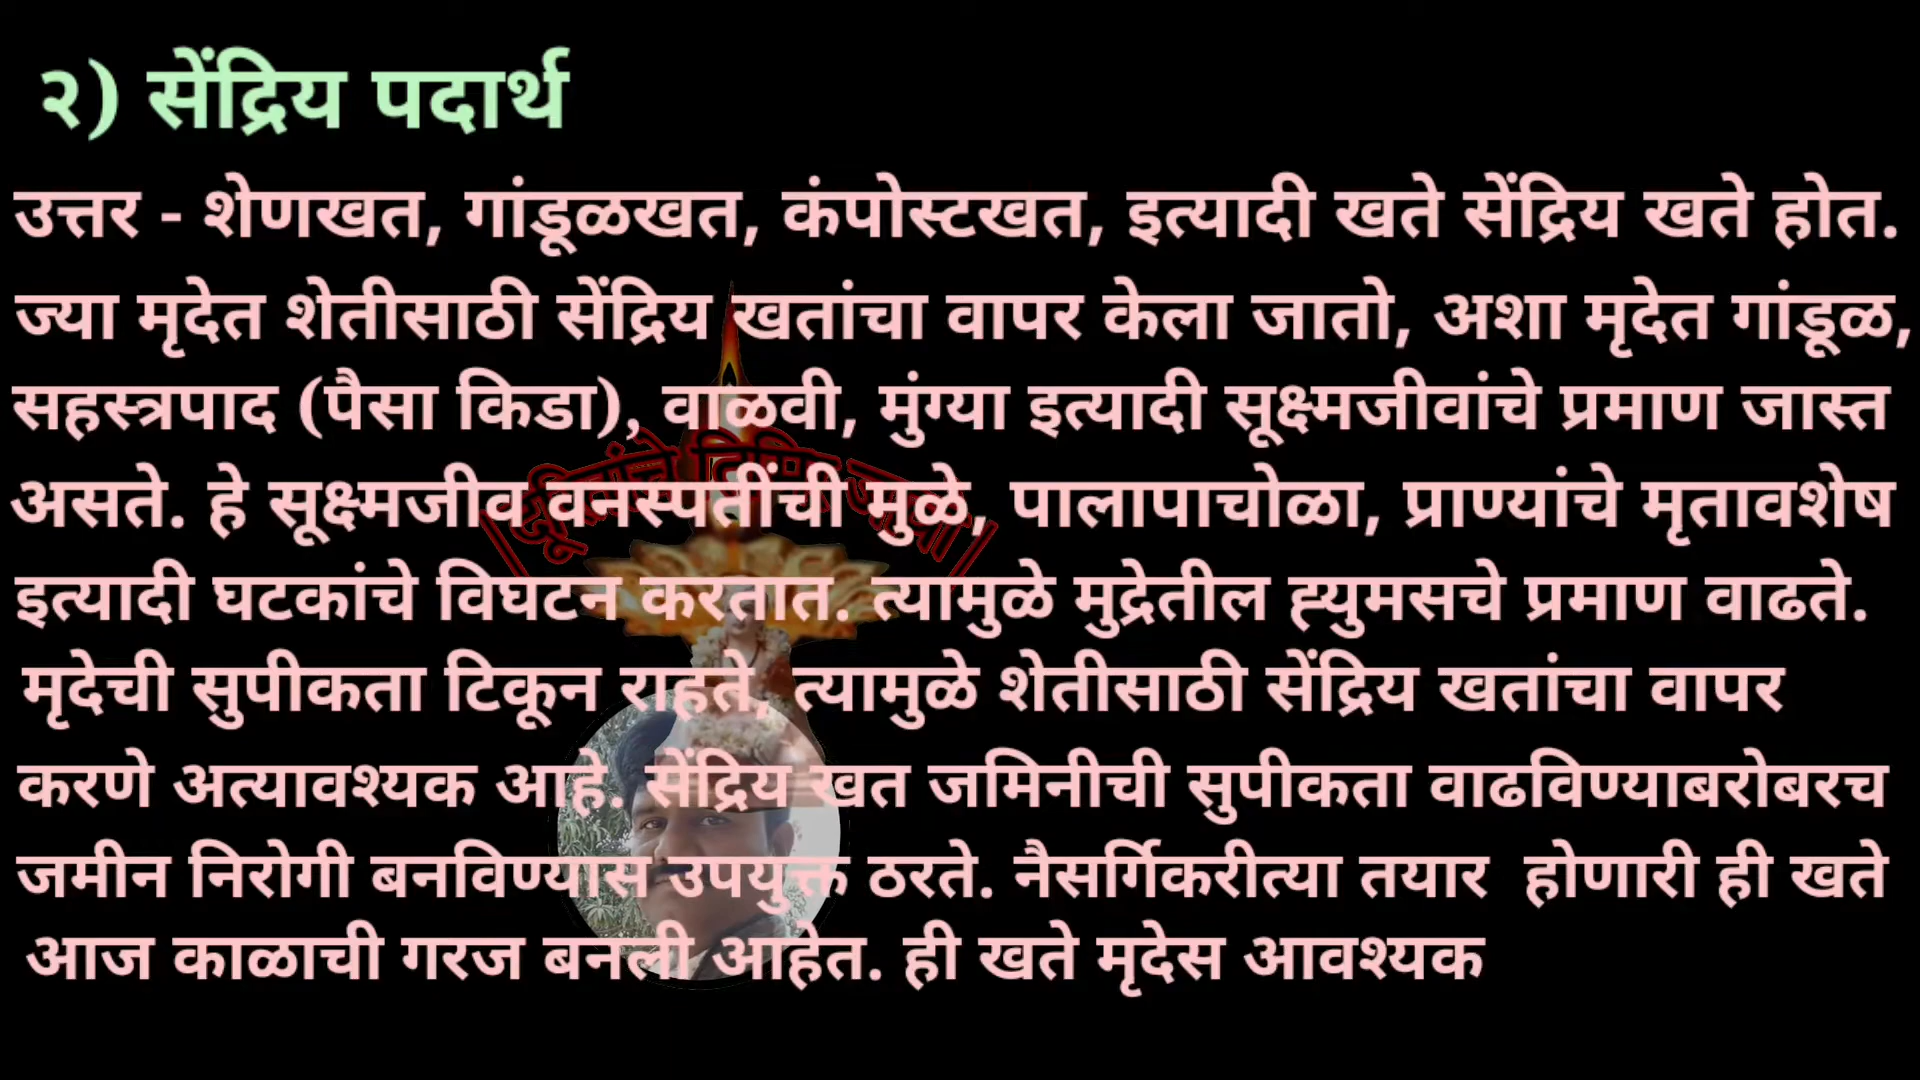 २) सेंद्रिय पदार्थ
उत्तर - शेणखत, गांडूळखत, कंपोस्टखत, इत्यादी खते सेंद्रिय खते होत.
ज्या मृदेत शेतीसाठी सेंद्रिय खतांचा वापर केला जातो, अशा मृदेत गांडूळ,
सहस्त्रपाद (पैसा किडा), वाळवी, मुंग्या इत्यादी सूक्ष्मजीवांचे प्रमाण जास्त
असते. हे सूक्ष्मजीव वनस्पतींची मुळे, पालापाचोळा, प्राण्यांचे मृतावशेष
इत्यादी घटकांचे विघटन करतात. त्यामुळे मुद्रेतील ह्युमसचे प्रमाण वाढते.
मृदेची सुपीकता टिकून राहते, त्यामुळे शेतीसाठी सेंद्रिय खतांचा वापर
करणे अत्यावश्यक आहे. सेंद्रिय खत जमिनीची सुपीकता वाढविण्याबरोबरच
जमीन निरोगी बनविण्यास उपयुक्त ठरते. नैसर्गिकरीत्या तयार होणारी ही खते
आज काळाची गरज बनली आहेत. ही खते मृदेस आवश्यक